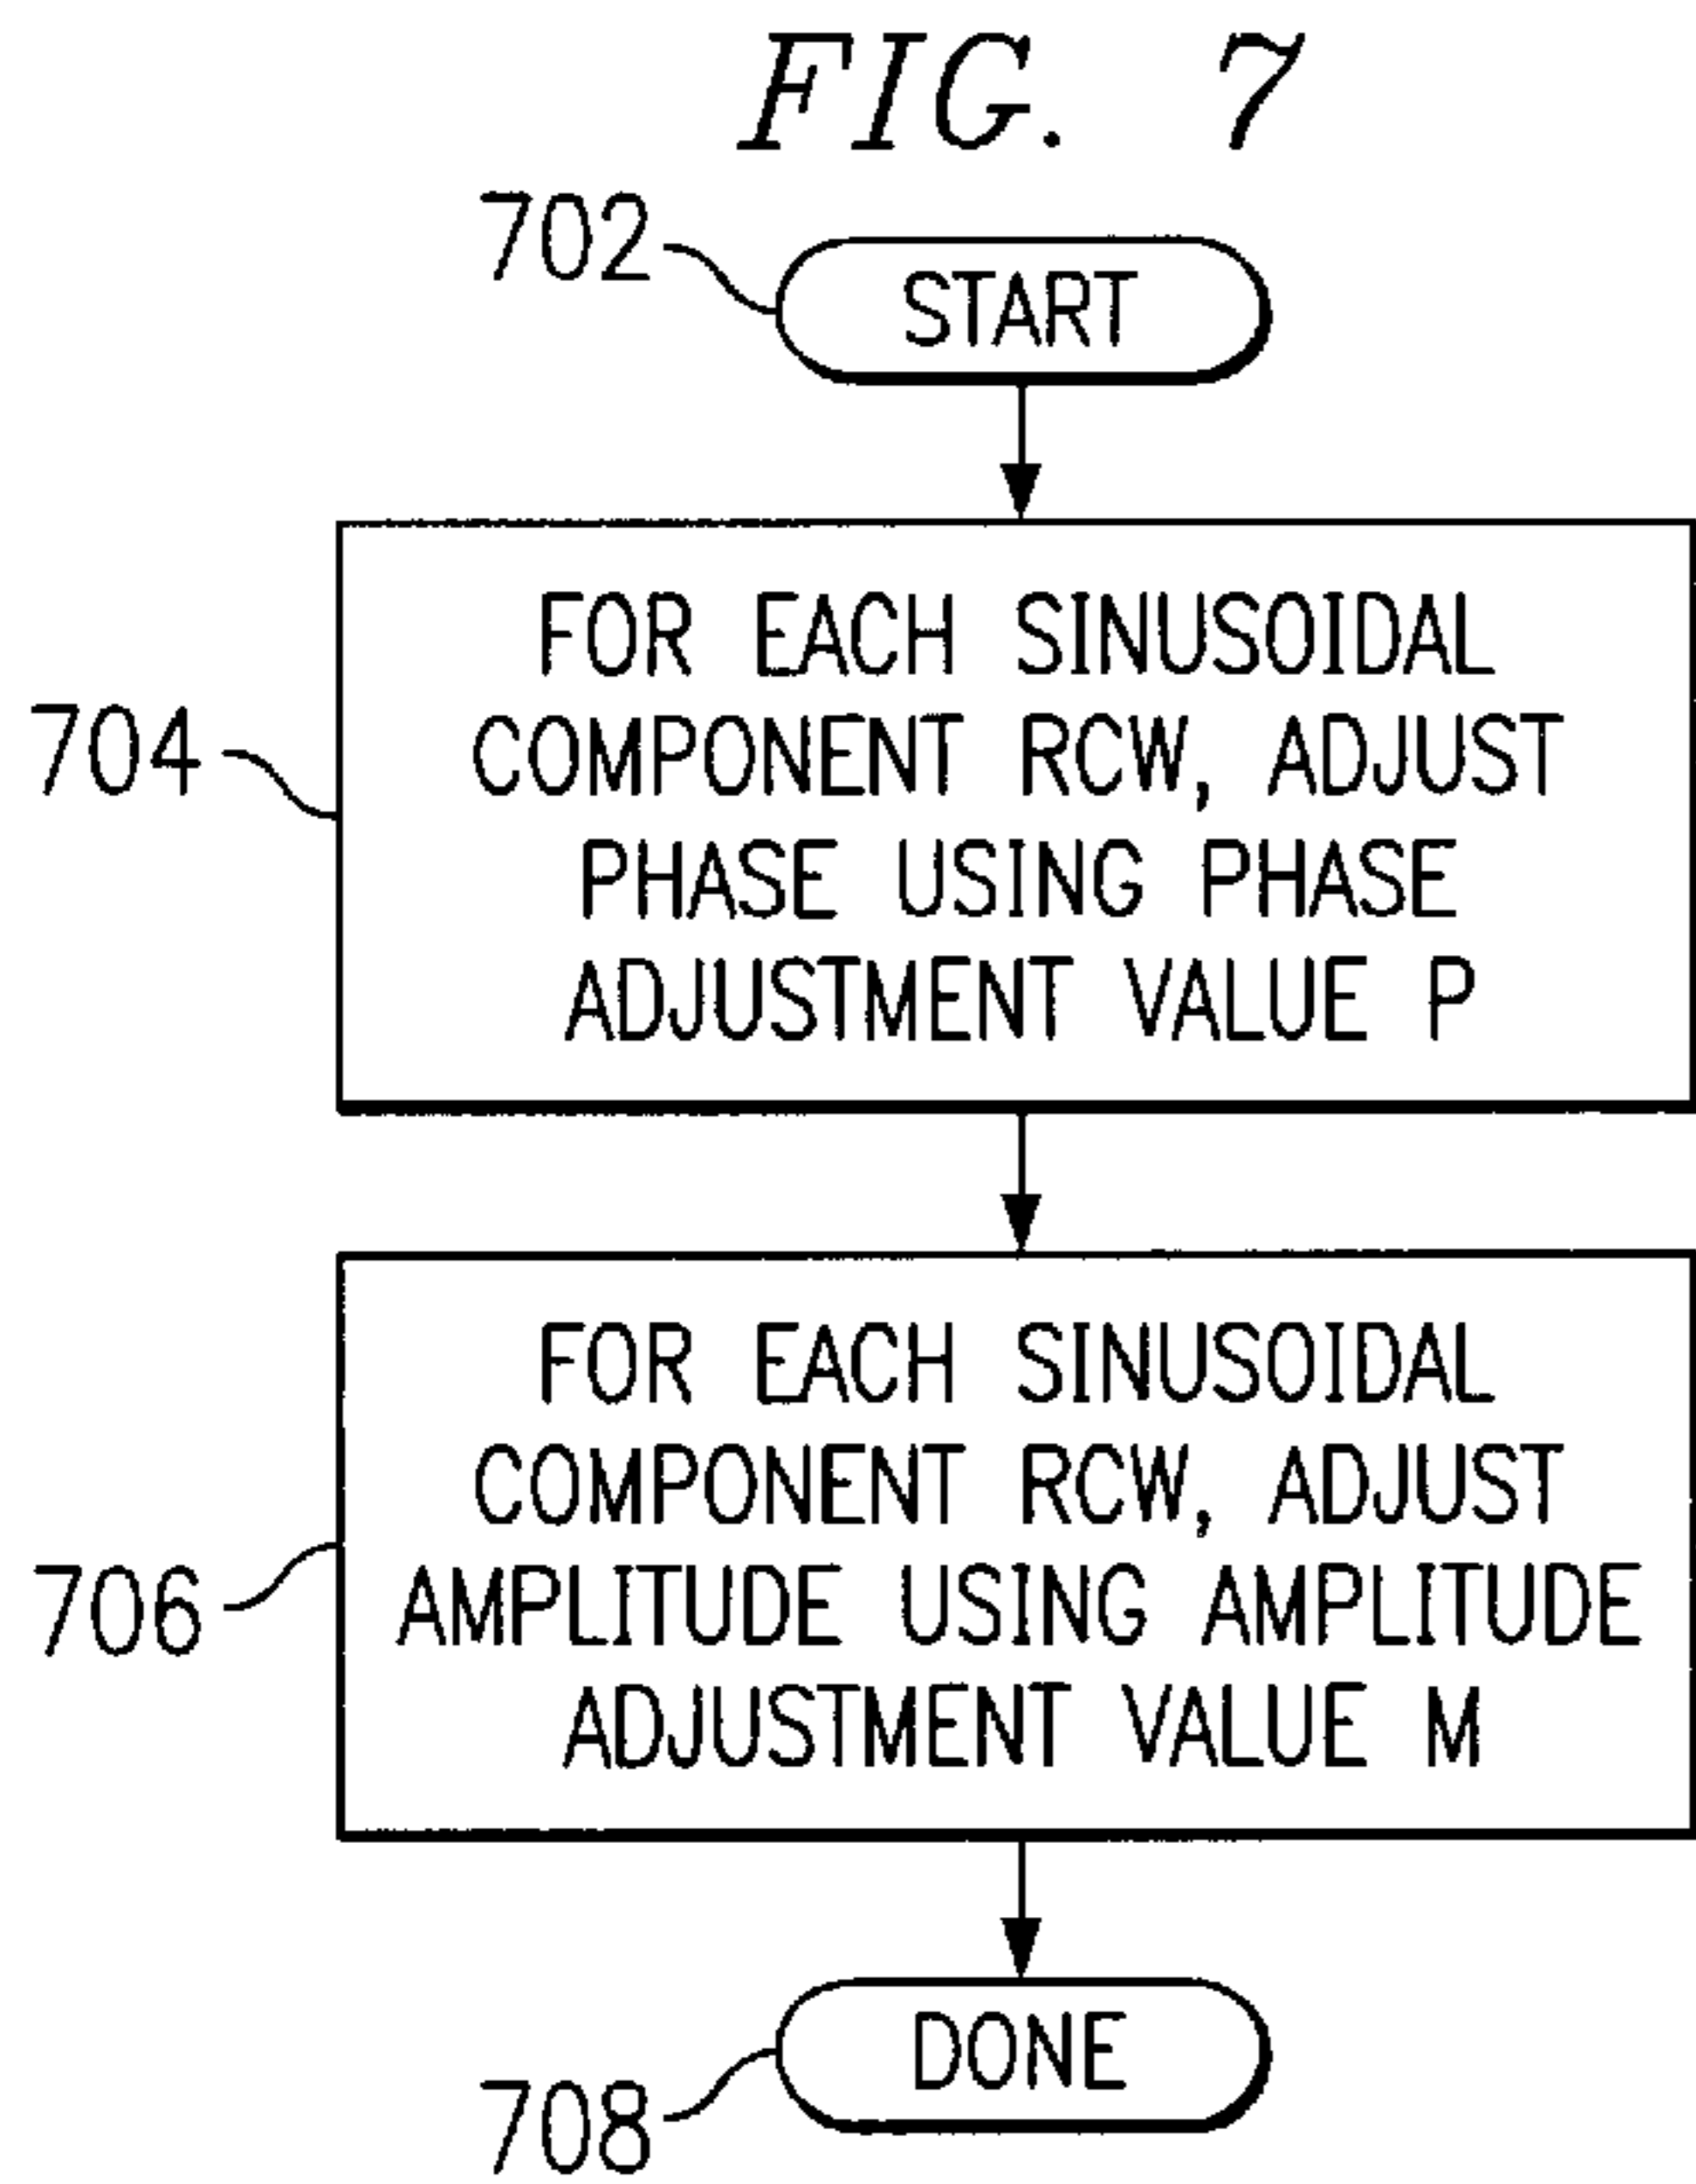 FIG. 7
702
START
704
FOR EACH SINUSOIDAL
COMPONENT RCW, ADJUST
PHASE USING PHASE
ADJUSTMENT VALUE P
706
FOR EACH SINUSOIDAL
COMPONENT RCW, ADJUST
AMPLITUDE USING AMPLITUDE
ADJUSTMENT VALUE M
708
DONE